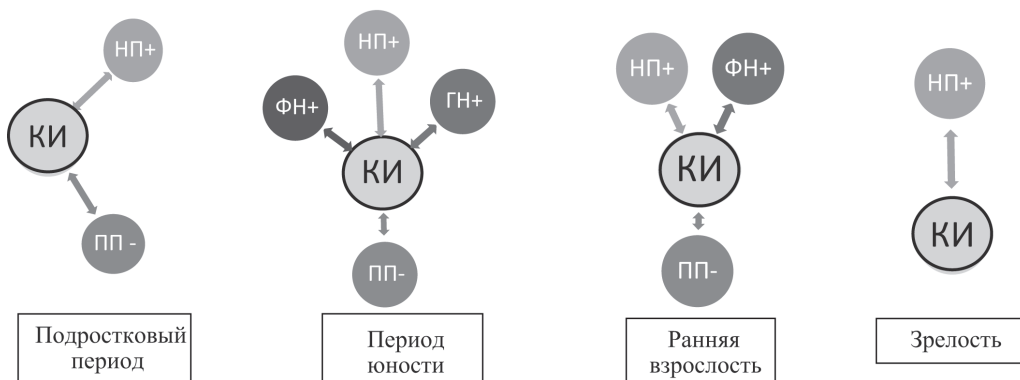 НП+
КИ
ПП -
Подростковый
период
НП+
ФН+
ГН+
КИ
ПП-
Период
юности
НП+
ФН+
КИ
ПП-
Ранняя
взрослость
НП+
КИ
Зрелость